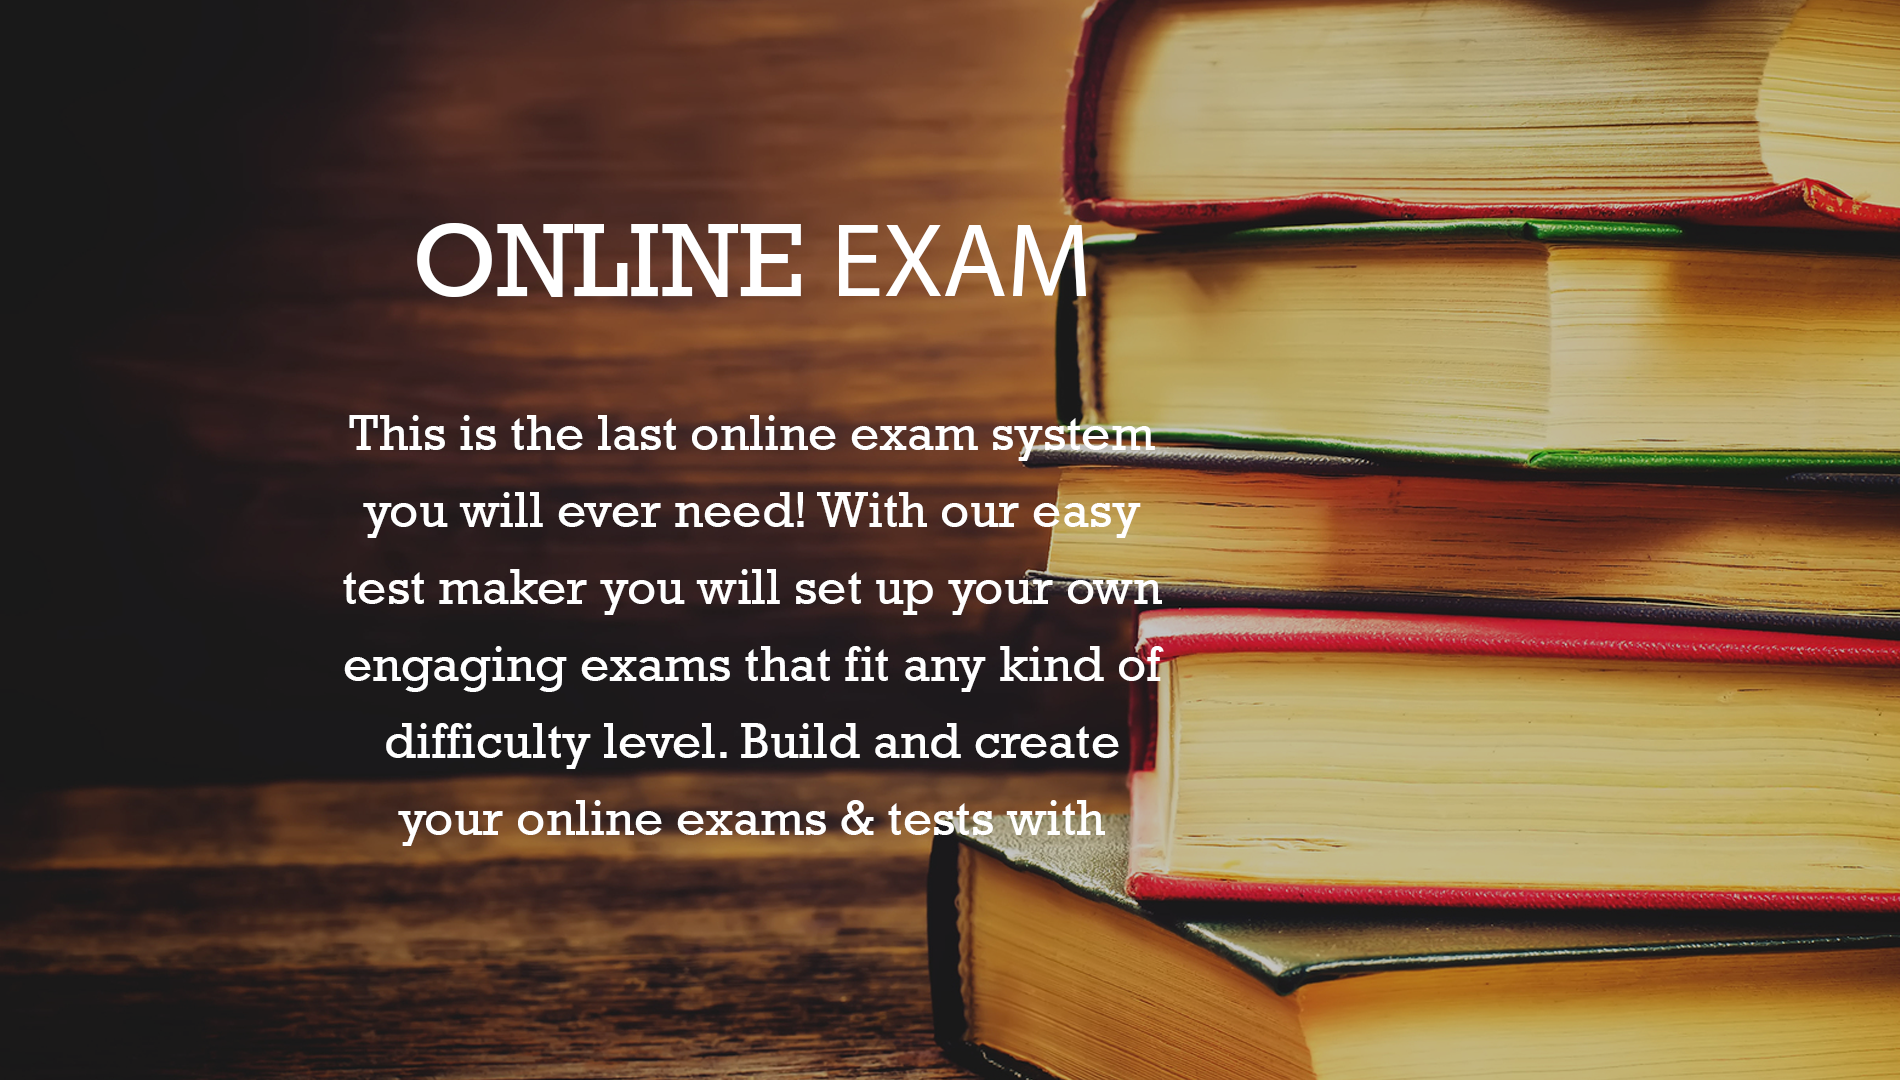 ONLINE EXAM
This is the last online exam system
you will ever need! With our easy
test maker you will set up your own
engaging exams that fit any kind of
difficulty level. Build and create
your online exams & tests with